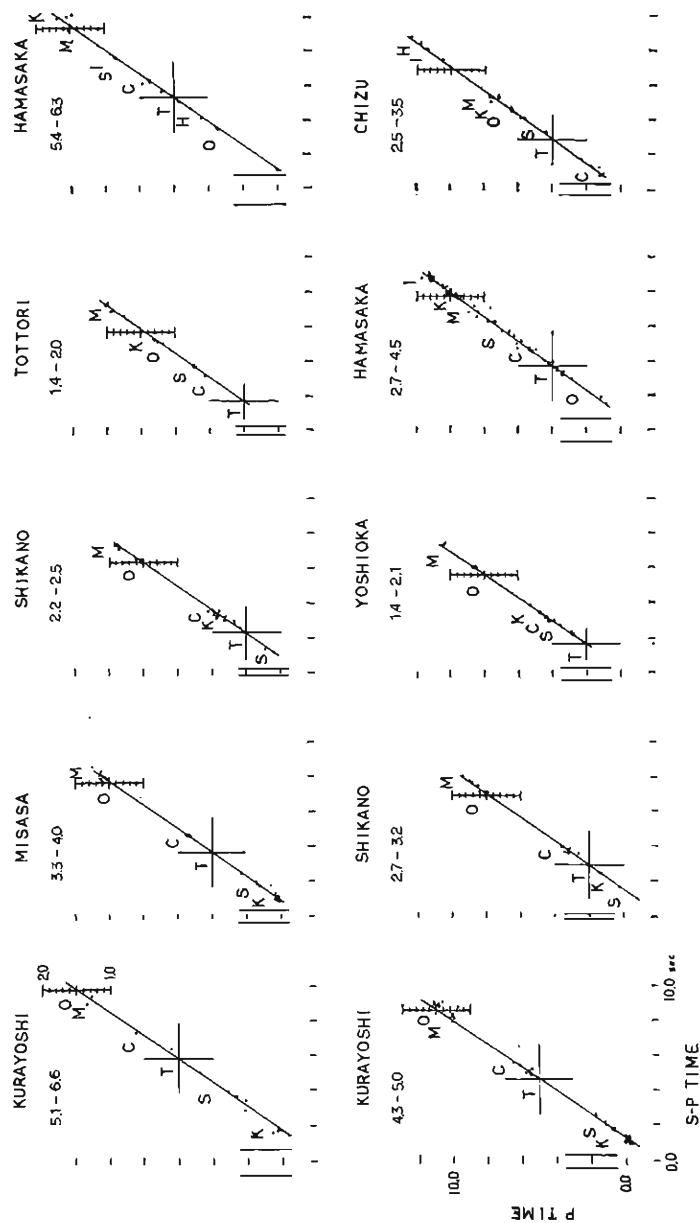 KURAYOSHI
5.1 – 6.6
2.0
O
M
1.0
C
T
S
K
MISASA
3.3 – 4.0
M
O
C
T
S
K
SHIKANO
2.2 – 2.5
M
O
C
K
T
S
TOTTORI
1.4 – 2.0
M
K
O
S
C
T
HAMASAKA
5.4 – 6.3
K
M
I
S
C
T
H
O
KURAYOSHI
4.3 – 5.0
O
M
10.0
C
T
S
K
0.0
P TIME
0.0
10.0 sec
S-P TIME
SHIKANO
2.7 – 3.2
M
O
C
T
K
S
YOSHIOKA
1.4 – 2.1
M
O
K
C
S
T
HAMASAKA
2.7 – 4.5
I
K
M
S
C
T
O
CHIZU
2.5 – 3.5
H
I
M
K
O
S
T
C